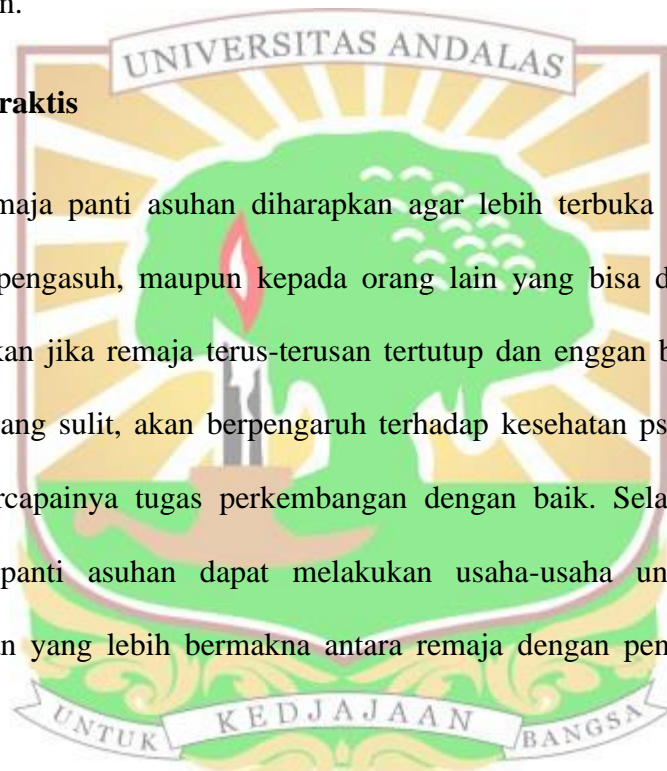 n.
UNIVERSITAS ANDALAS
raktis
maja panti asuhan diharapkan agar lebih terbuka
pengasuh, maupun kepada orang lain yang bisa d
kan jika remaja terus-terusan tertutup dan enggan b
ang sulit, akan berpengaruh terhadap kesehatan ps
rcapainya tugas perkembangan dengan baik. Sela
panti asuhan dapat melakukan usaha-usaha un
n yang lebih bermakna antara remaja dengan pen
UNTUK KEDJAJAAN BANGSA